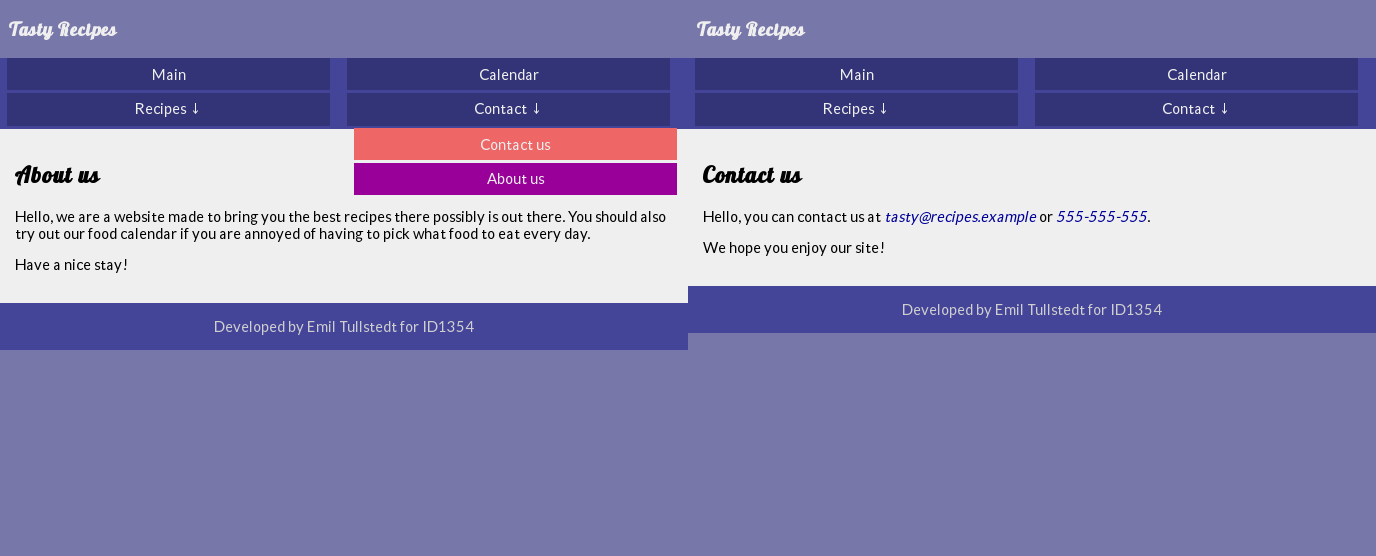 Tasty Recipes
Main
Calendar
Recipes ↓
Contact ↓
Contact us
About us
About us
Hello, we are a website made to bring you the best recipes there possibly is out there. You should also
try out our food calendar if you are annoyed of having to pick what food to eat every day.
Have a nice stay!
Developed by Emil Tullstedt for ID1354
Tasty Recipes
Main
Calendar
Recipes ↓
Contact ↓
Contact us
Hello, you can contact us at tasty@recipes.example or 555-555-555.
We hope you enjoy our site!
Developed by Emil Tullstedt for ID1354